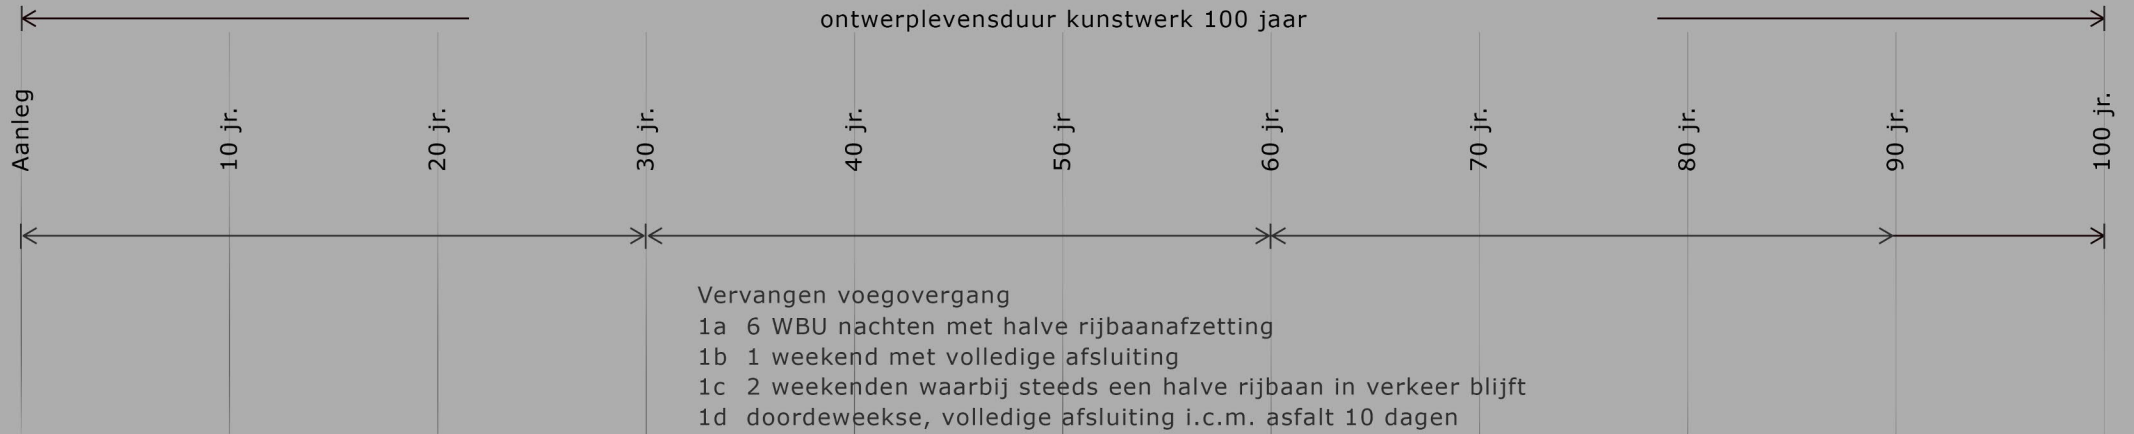 ontwerplevensduur kunstwerk 100 jaar
Aanleg
10 jr.
20 jr.
30 jr.
40 jr.
50 jr
60 jr.
70 jr.
80 jr.
90 jr.
100 jr.
Vervangen voegovergang
1a 6 WBU nachten met halve rijbaanafzetting
1b 1 weekend met volledige afsluiting
1c 2 weekenden waarbij steeds een halve rijbaan in verkeer blijft
1d doordeweekse, volledige afsluiting i.c.m. asfalt 10 dagen